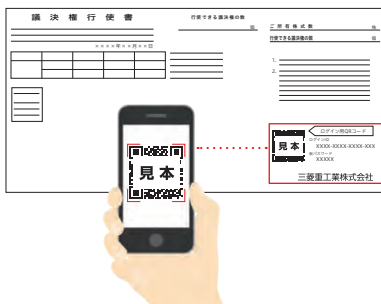 議決権行使書
××××年××月××日
行使できる議決権の数
個
ご所有株式数
株
行使できる議決権の数
個
1.
2.
見本
ログイン用QRコード
ログインID
XXXX-XXXX-XXXX-XXX
仮パスワード
XXXXX
見本
三菱重工業株式会社